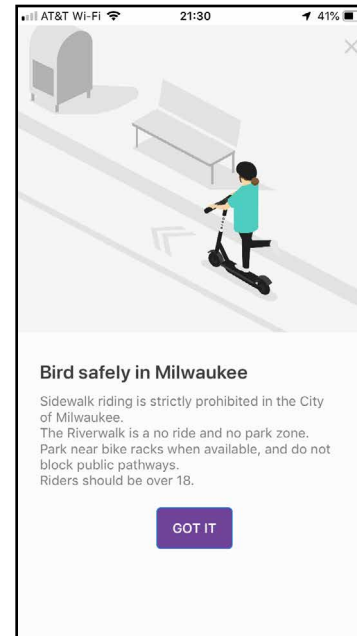 AT&T Wi-Fi 21:30 41%
Bird safely in Milwaukee
Sidewalk riding is strictly prohibited in the City
of Milwaukee.
The Riverwalk is a no ride and no park zone.
Park near bike racks when available, and do not
block public pathways.
Riders should be over 18.
GOT IT